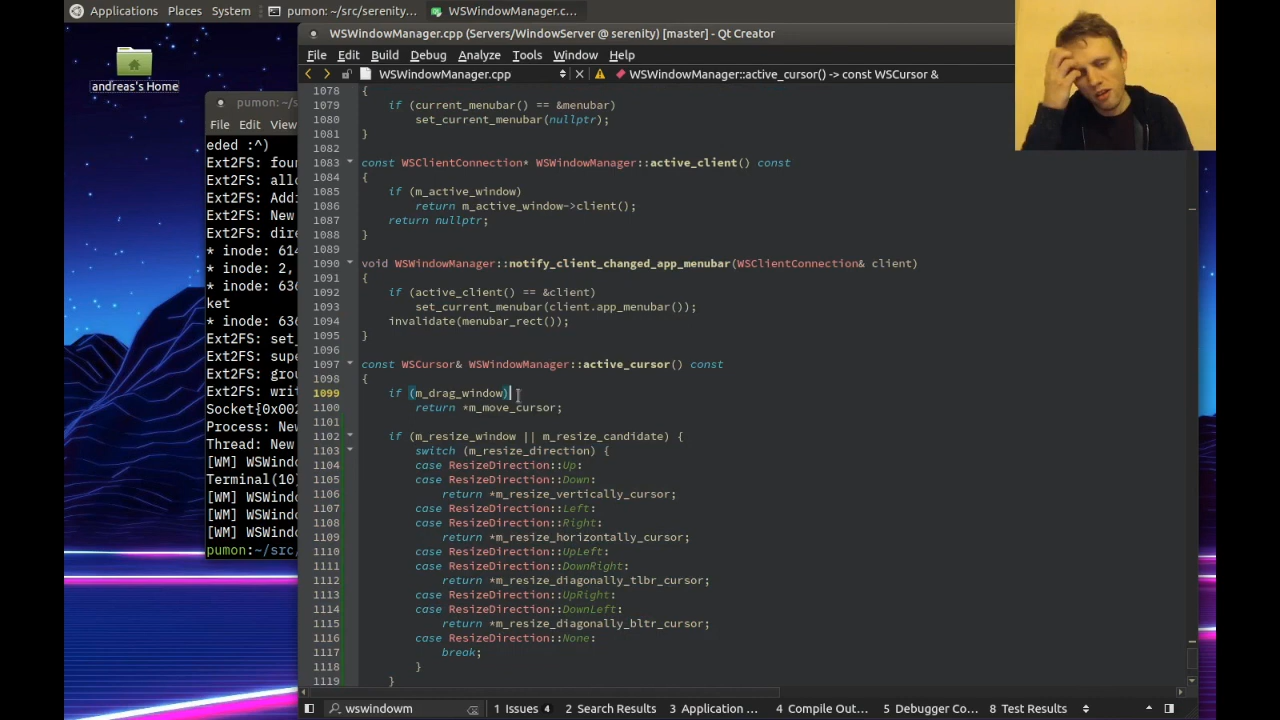 Applications Places System pumon: ~/src/serenity... WSWindowManager.c...
andreas's Home
pumon: ~/s
File Edit View
eded :^)
Ext2FS: foun
Ext2FS: allo
Ext2FS: Addi
Ext2FS: New
Ext2FS: dire
* inode: 614
* inode: 2,
* inode: 636
ket
* inode: 636
Ext2FS: set_
Ext2FS: supe
Ext2FS: grou
Ext2FS: writ
Socket{0x002
Process: New
Thread: New
[WM] WSWindo
Terminal(10)
[WM] WSWindo
[WM] WSWindo
[WM] WSWindo
pumon:~/src/
WSWindowManager.cpp (Servers/WindowServer @ serenity) [master] - Qt Creator
File Edit Build Debug Analyze Tools Window Help
WSWindowManager.cpp WSWindowManager::active_cursor() -> const WSCursor &
1078 {
1079 if (current_menubar() == &menubar)
1080 set_current_menubar(nullptr);
1081 }
1082
1083 const WSClientConnection* WSWindowManager::active_client() const
1084 {
1085 if (m_active_window)
1086 return m_active_window->client();
1087 return nullptr;
1088 }
1089
1090 void WSWindowManager::notify_client_changed_app_menubar(WSClientConnection& client)
1091 {
1092 if (active_client() == &client)
1093 set_current_menubar(client.app_menubar());
1094 invalidate(menubar_rect());
1095 }
1096
1097 const WSCursor& WSWindowManager::active_cursor() const
1098 {
1099 if (m_drag_window)
1100 return *m_move_cursor;
1101
1102 if (m_resize_window || m_resize_candidate) {
1103 switch (m_resize_direction) {
1104 case ResizeDirection::Up:
1105 case ResizeDirection::Down:
1106 return *m_resize_vertically_cursor;
1107 case ResizeDirection::Left:
1108 case ResizeDirection::Right:
1109 return *m_resize_horizontally_cursor;
1110 case ResizeDirection::UpLeft:
1111 case ResizeDirection::DownRight:
1112 return *m_resize_diagonally_tlbr_cursor;
1113 case ResizeDirection::UpRight:
1114 case ResizeDirection::DownLeft:
1115 return *m_resize_diagonally_bltr_cursor;
1116 case ResizeDirection::None:
1117 break;
1118 }
1119 }
wswindowm 1 Issues 4 2 Search Results 3 Application ... 4 Compile Out... 5 Debugger Co... 8 Test Results